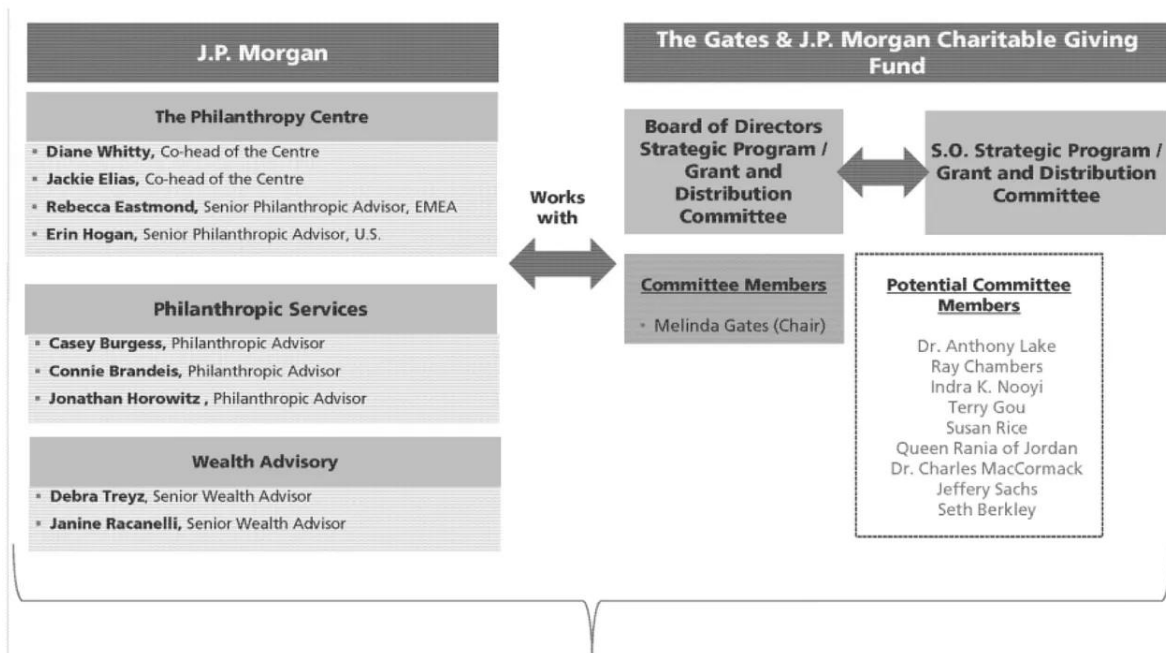 J.P. Morgan
The Philanthropy Centre
▪ Diane Whitty, Co-head of the Centre
▪ Jackie Elias, Co-head of the Centre
▪ Rebecca Eastmond, Senior Philanthropic Advisor, EMEA
▪ Erin Hogan, Senior Philanthropic Advisor, U.S.
Philanthropic Services
▪ Casey Burgess, Philanthropic Advisor
▪ Connie Brandeis, Philanthropic Advisor
▪ Jonathan Horowitz , Philanthropic Advisor
Wealth Advisory
▪ Debra Treyz, Senior Wealth Advisor
▪ Janine Racanelli, Senior Wealth Advisor
Works
with
The Gates & J.P. Morgan Charitable Giving
Fund
Board of Directors
Strategic Program /
Grant and
Distribution
Committee
S.O. Strategic Program /
Grant and Distribution
Committee
Committee Members
▪ Melinda Gates (Chair)
Potential Committee
Members
Dr. Anthony Lake
Ray Chambers
Indra K. Nooyi
Terry Gou
Susan Rice
Queen Rania of Jordan
Dr. Charles MacCormack
Jeffery Sachs
Seth Berkley